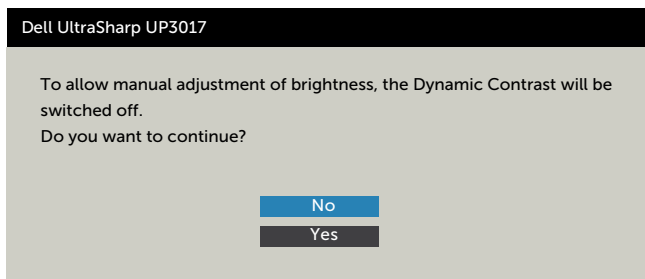 Dell UltraSharp UP3017
To allow manual adjustment of brightness, the Dynamic Contrast will be
switched off.
Do you want to continue?
No
Yes